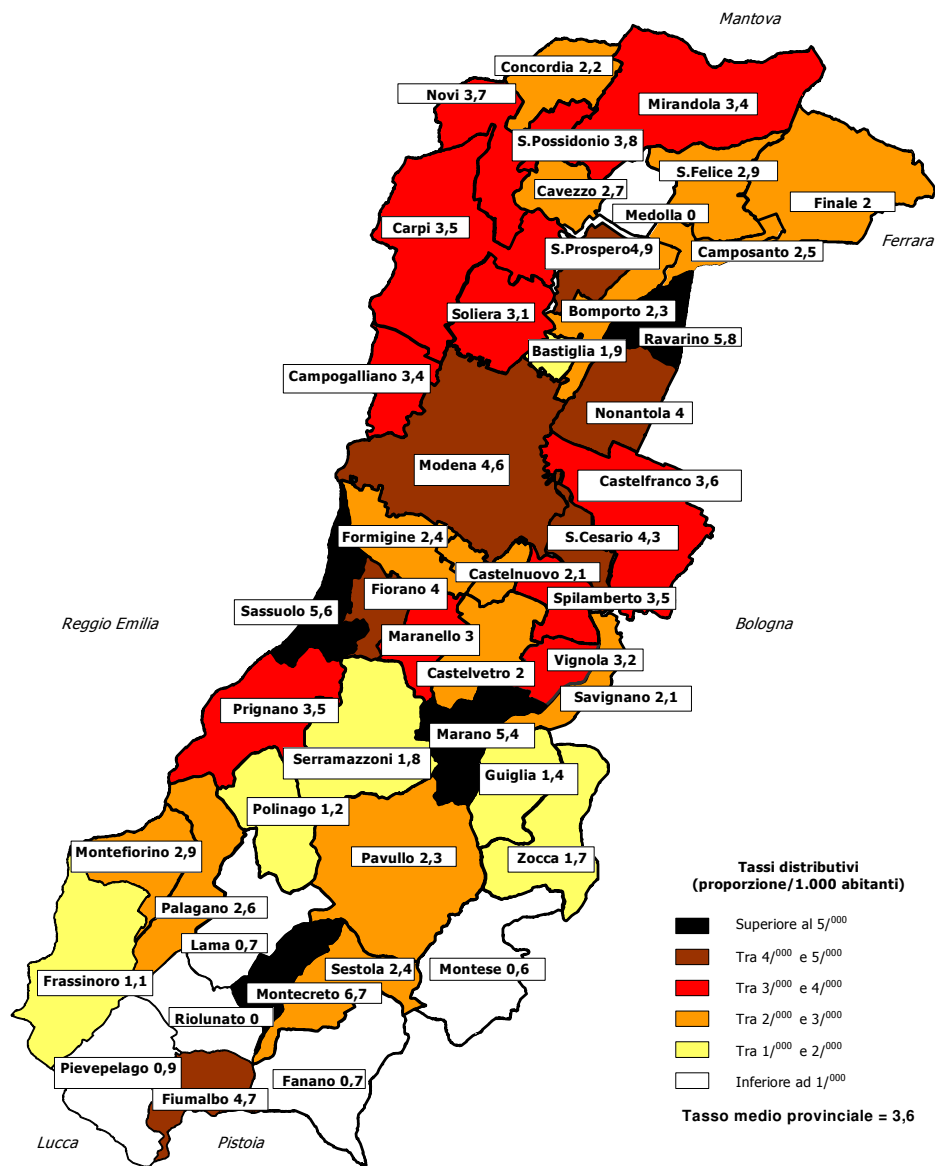 Mantova
Concordia 2,2
Novi 3,7
Mirandola 3,4
S.Possidonio 3,8
S.Felice 2,9
Cavezzo 2,7
Finale 2
Medolla 0
Carpi 3,5
Ferrara
S.Prospero4,9
Camposanto 2,5
Soliera 3,1
Bomporto 2,3
Ravarino 5,8
Bastiglia 1,9
Campogalliano 3,4
Nonantola 4
Modena 4,6
Castelfranco 3,6
Formigine 2,4
S.Cesario 4,3
Castelnuovo 2,1
Fiorano 4
Spilamberto 3,5
Sassuolo 5,6
Reggio Emilia
Bologna
Maranello 3
Vignola 3,2
Castelvetro 2
Savignano 2,1
Prignano 3,5
Marano 5,4
Serramazzoni 1,8
Guiglia 1,4
Polinago 1,2
Montefiorino 2,9
Pavullo 2,3
Zocca 1,7
Palagano 2,6
Lama 0,7
Frassinoro 1,1
Sestola 2,4
Montese 0,6
Montecreto 6,7
Riolunato 0
Pievepelago 0,9
Fanano 0,7
Fiumalbo 4,7
Lucca
Pistoia
Tassi distributivi
(proporzione/1.000 abitanti)
Superiore al 5/000
Tra 4/000 e 5/000
Tra 3/000 e 4/000
Tra 2/000 e 3/000
Tra 1/000 e 2/000
Inferiore ad 1/000
Tasso medio provinciale = 3,6